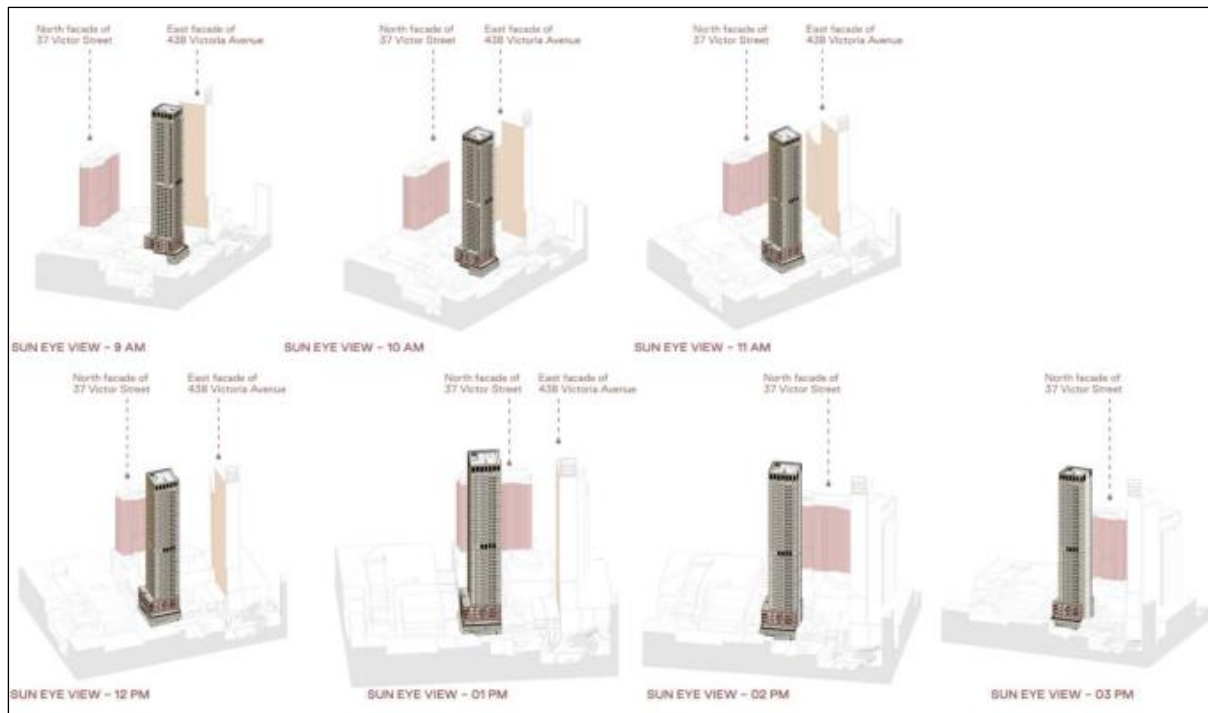 North facade of
37 Victor Street
East facade of
438 Victoria Avenue
North facade of
37 Victor Street
East facade of
438 Victoria Avenue
North facade of
37 Victor Street
East facade of
438 Victoria Avenue
SUN EYE VIEW - 9 AM
SUN EYE VIEW - 10 AM
SUN EYE VIEW - 11 AM
North facade of
37 Victor Street
East facade of
438 Victoria Avenue
North facade of
37 Victor Street
East facade of
438 Victoria Avenue
North facade of
37 Victor Street
North facade of
37 Victor Street
SUN EYE VIEW - 12 PM
SUN EYE VIEW - 01 PM
SUN EYE VIEW - 02 PM
SUN EYE VIEW - 03 PM